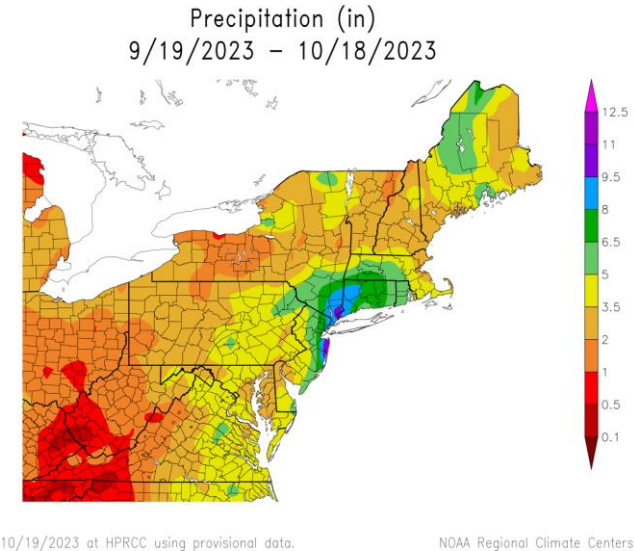 Precipitation (in)
9/19/2023 – 10/18/2023
12.5
11
9.5
8
6.5
5
3.5
2
1
0.5
0.1
10/19/2023 at HPRCC using provisional data.
NOAA Regional Climate Centers